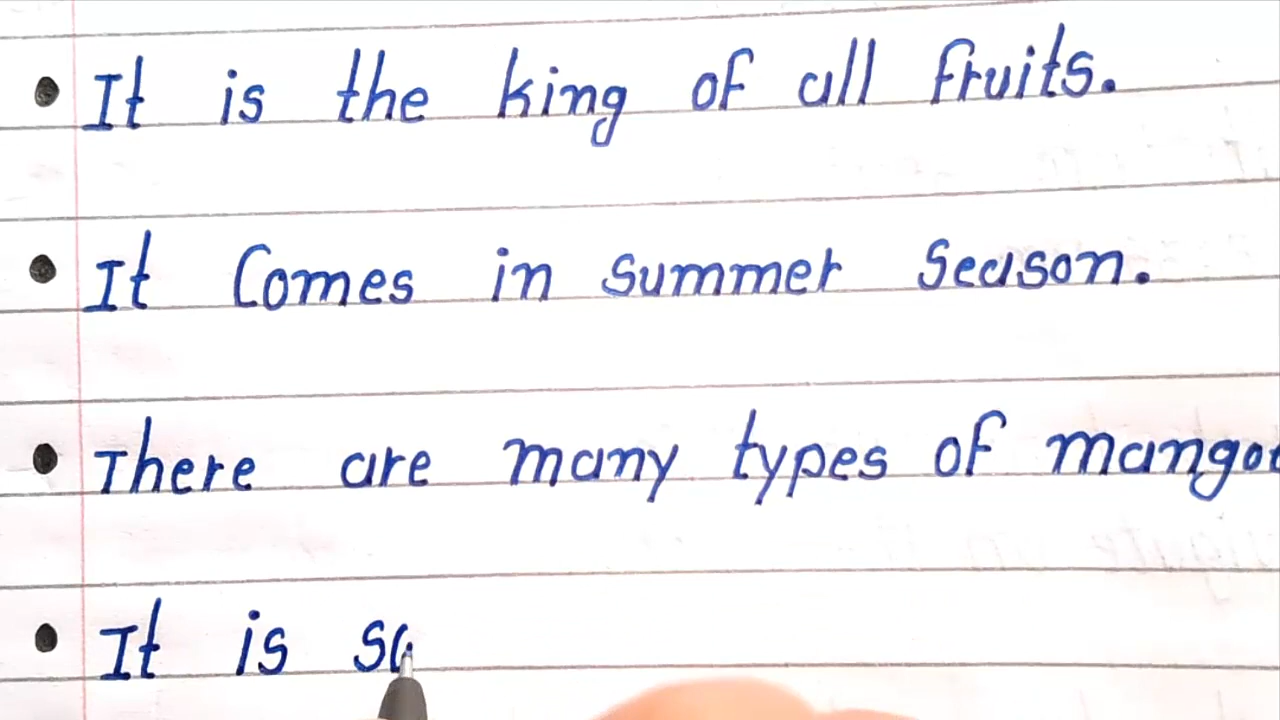 • It is the king of all fruits.
• It Comes in summer Season.
• There are many types of
• It is